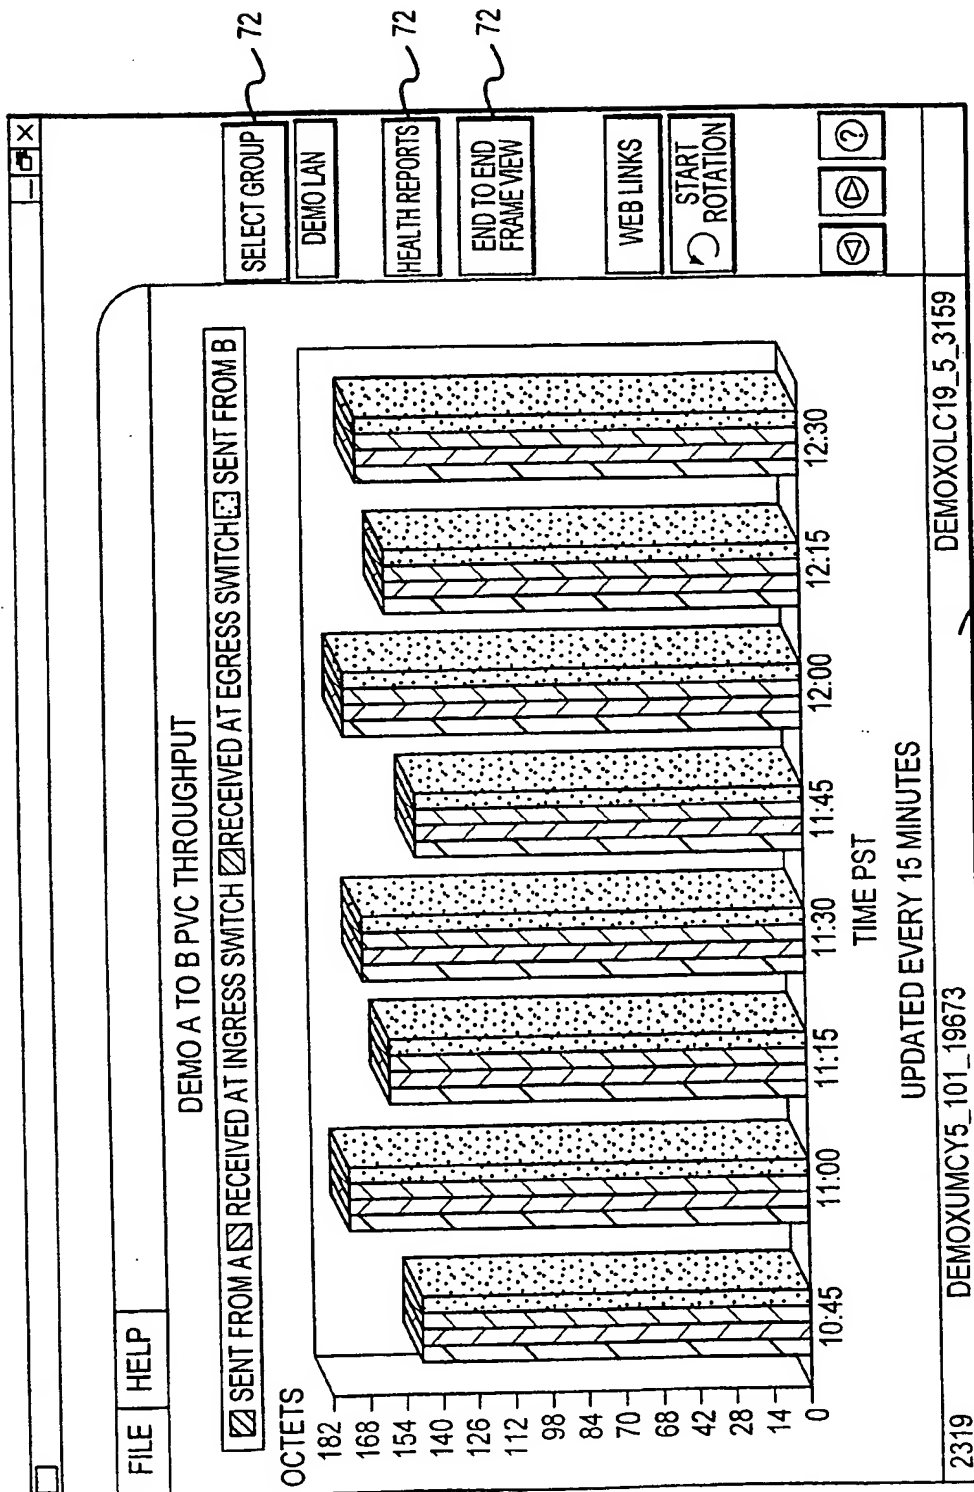 FILE HELP
DEMO A TO B PVC THROUGHPUT
SENT FROM A RECEIVED AT INGRESS SWITCH RECEIVED AT EGRESS SWITCH SENT FROM B
OCTETS
182
168
154
140
126
112
98
84
70
68
42
28
14
0
10:45 11:00 11:15 11:30 11:45 12:00 12:15 12:30
TIME PST
UPDATED EVERY 15 MINUTES
SELECT GROUP
72
DEMO LAN
HEALTH REPORTS
72
END TO END
FRAME VIEW
72
WEB LINKS
START
ROTATION
?
2319 DEMOXUMCY5_101_19673 DEMOXOLC19_5_3159